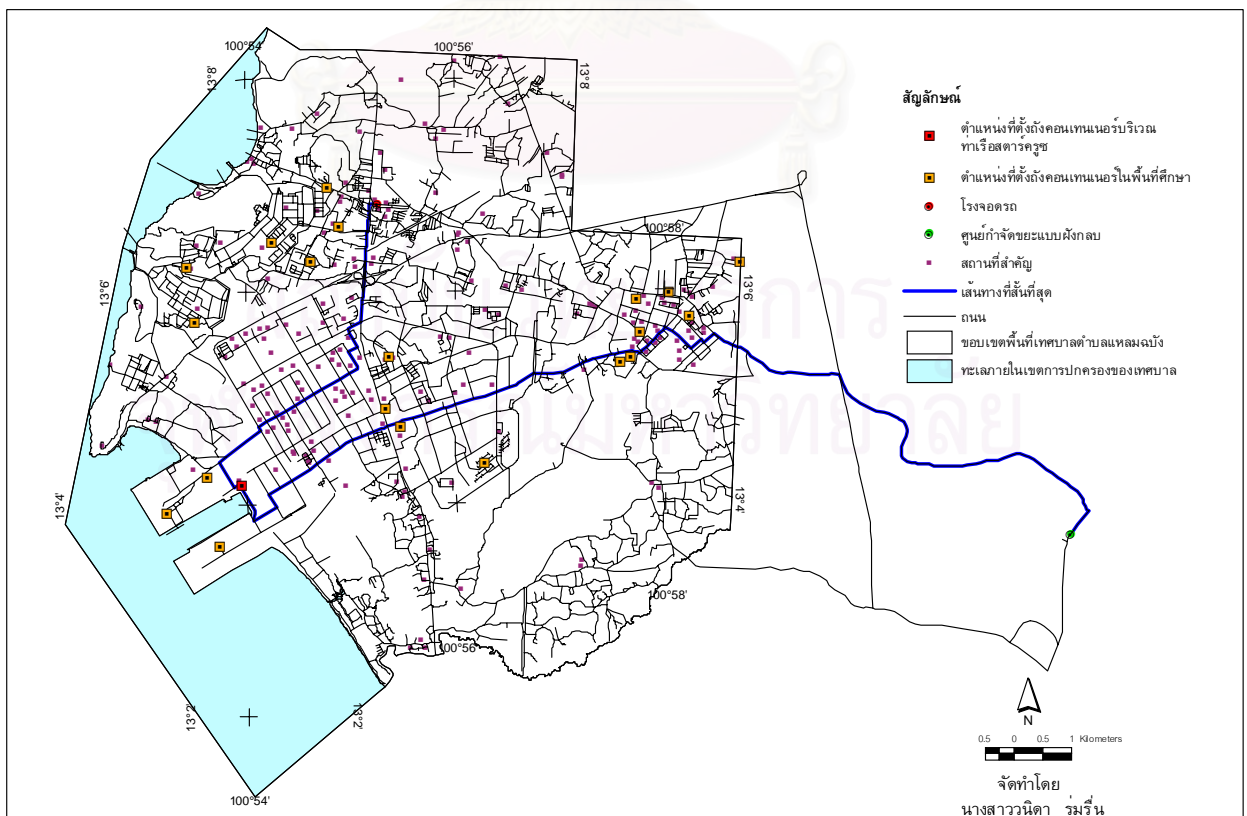 100°54'
100°56'
13°8'
13°8'
สัญลักษณ์
ตำแหน่งที่ตั้งถังคอนเทนเนอร์บริเวณ
ท่าเรือสตาร์ครูซ
ตำแหน่งที่ตั้งถังคอนเทนเนอร์ในพื้นที่ศึกษา
โรงจอดรถ
ศูนย์กำจัดขยะแบบฝังกลบ
สถานที่สำคัญ
เส้นทางที่สั้นที่สุด
ถนน
ขอบเขตพื้นที่เทศบาลตำบลแหลมฉบัง
ทะเลภายในเขตการปกครองของเทศบาล
100°58'
13°6'
13°6'
13°4'
13°4'
100°58'
100°56'
13°2'
13°2'
100°54'
N
0.5 0 0.5 1 Kilometers
จัดทำโดย
นางสาววนิดา ร่มรื่น